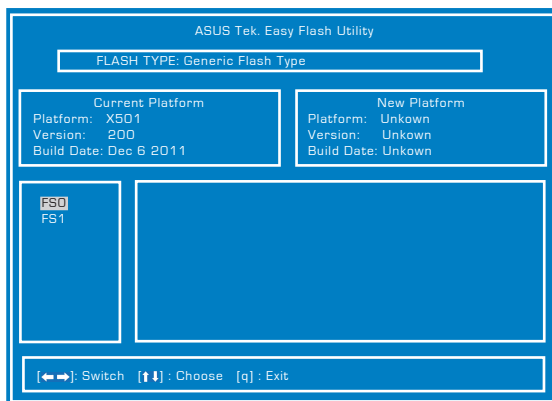 ASUS Tek. Easy Flash Utility
FLASH TYPE: Generic Flash Type
Current Platform
Platform: X501
Version: 200
Build Date: Dec 6 2011
New Platform
Platform: Unkown
Version: Unkown
Build Date: Unkown
FS0
FS1
[←→]: Switch [↑↓] : Choose [q] : Exit